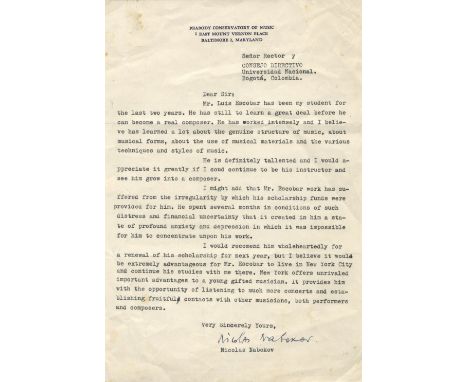 PEABODY CONSERVATORY OF MUSIC
1 EAST MOUNT VERNON PLACE
BALTIMORE 2, MARYLAND
Señor Rector y
CONSEJO DIRECTIVO
Universidad Nacional.
Bogotá, Colombia.
Dear Sir;
Mr. Luis Escobar has been my student for
the last two years. He has still to learn a great deal before he
can become a real composer. He has worked intensely and I belie-
ve has learned a lot about the genuine structure of music, about
musical forms, about the use of musical materials and the various
techniques and styles of music.
He is definitely tallented and I would a-
ppreciate it greatly if I coud continue to be his instructor and
see him grow into a composer.
I might add that Mr. Escobar work has su-
ffered from the irregularity by which his scholarship funds were
provided for him. He spent several months in conditions of such
distress and financial uncertainty that it created in him a sta-
te of profound anxiety and depression in which it was impossible
for him to concentrate upon his work.
I would recomend him wholeheartedly for
a renewal of his scholarship for next year, but I believe it would
be extremely advantageous for Mr. Escobar to live in New York City
and continue his studies with me there. New York offers unrivaled
important advantages to a young gifted musician. it provides him
with the opportunity of listening to much more concerts and esta-
blishing fruitful contacts with other musicians, both performers
and composers.
Very Sincerely Yours,
Nicolas Nabokov
Nicolas Nabokov